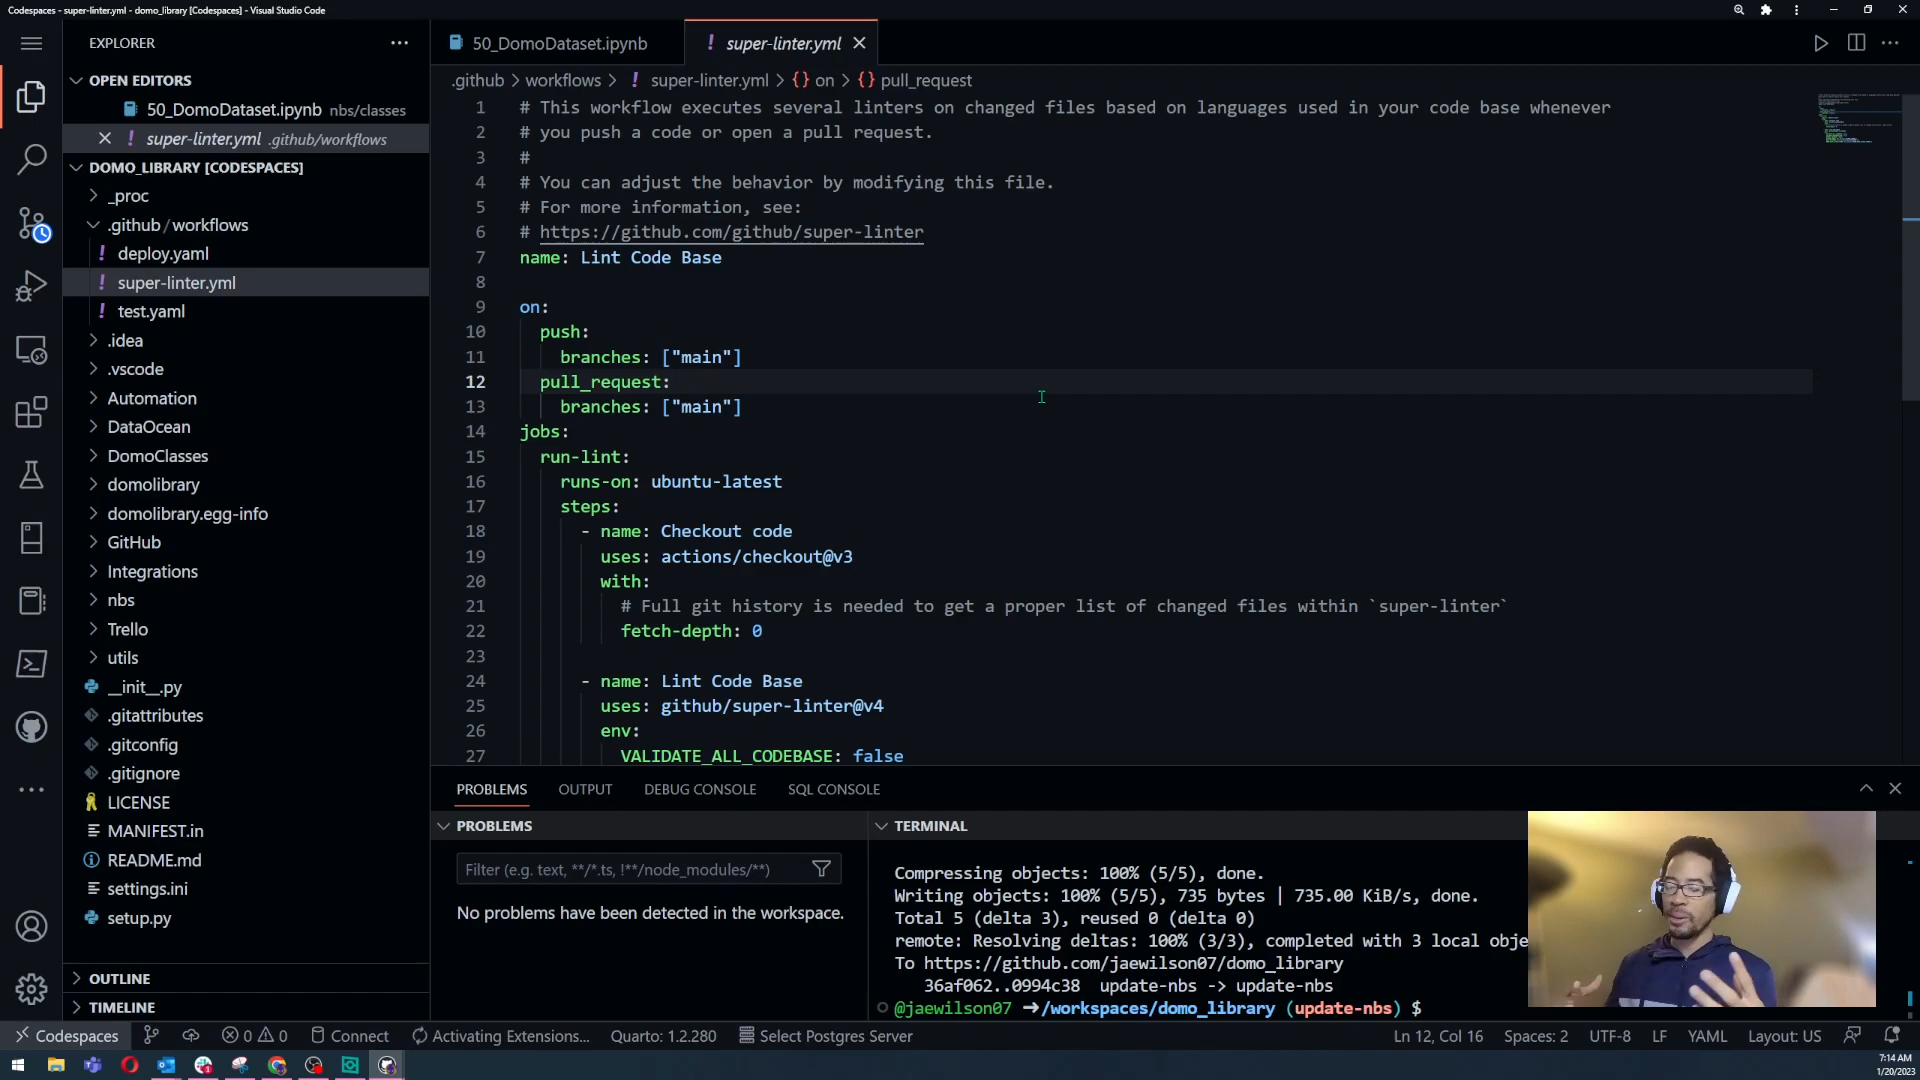 Codespaces - super-linter.yml - domo_library [Codespaces] - Visual Studio Code
EXPLORER
OPEN EDITORS
50_DomoDataset.ipynb nbs/classes
super-linter.yml .github/workflows
DOMO_LIBRARY [CODESPACES]
_proc
.github / workflows
deploy.yaml
super-linter.yml
test.yaml
.idea
.vscode
Automation
DataOcean
DomoClasses
domolibrary
domolibrary.egg-info
GitHub
Integrations
nbs
Trello
utils
__init__.py
.gitattributes
.gitconfig
.gitignore
LICENSE
MANIFEST.in
README.md
settings.ini
setup.py
OUTLINE
TIMELINE
50_DomoDataset.ipynb
super-linter.yml
.github > workflows > super-linter.yml > {} on > {} pull_request
1 # This workflow executes several linters on changed files based on languages used in your code base whenever
2 # you push a code or open a pull request.
3 #
4 # You can adjust the behavior by modifying this file.
5 # For more information, see:
6 # https://github.com/github/super-linter
7 name: Lint Code Base
8
9 on:
10 push:
11 branches: ["main"]
12 pull_request:
13 branches: ["main"]
14 jobs:
15 run-lint:
16 runs-on: ubuntu-latest
17 steps:
18 - name: Checkout code
19 uses: actions/checkout@v3
20 with:
21 # Full git history is needed to get a proper list of changed files within `super-linter`
22 fetch-depth: 0
23
24 - name: Lint Code Base
25 uses: github/super-linter@v4
26 env:
27 VALIDATE_ALL_CODEBASE: false
PROBLEMS OUTPUT DEBUG CONSOLE SQL CONSOLE
PROBLEMS
Filter (e.g. text, **/*.ts, !**/node_modules/**)
No problems have been detected in the workspace.
TERMINAL
Compressing objects: 100% (5/5), done.
Writing objects: 100% (5/5), 735 bytes | 735.00 KiB/s, done.
Total 5 (delta 3), reused 0 (delta 0)
remote: Resolving deltas: 100% (3/3), completed with 3 local obje
To https://github.com/jaewilson07/domo_library
36af062..0994c38 update-nbs -> update-nbs
@jaewilson07 ➜/workspaces/domo_library (update-nbs) $
Codespaces 0 0 Connect Activating Extensions... Quarto: 1.2.280 Select Postgres Server Ln 12, Col 16 Spaces: 2 UTF-8 LF YAML Layout: US
7:14 AM
1/20/2023